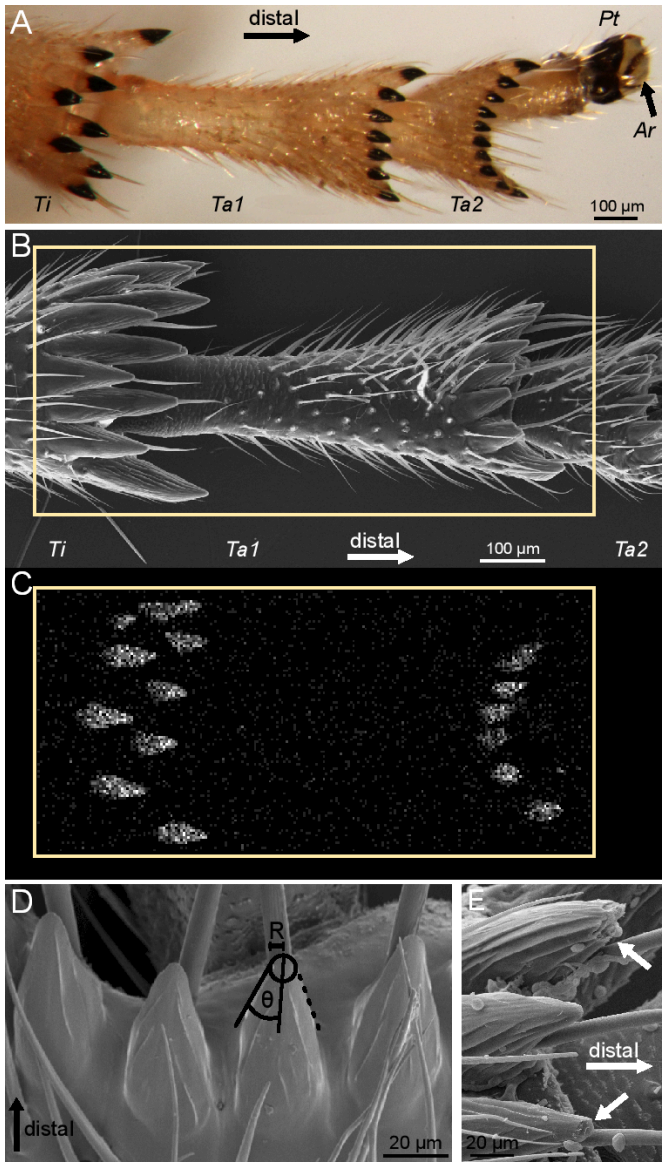 A
distal
Pt
Ar
Ti
Ta1
Ta2
100 µm
B
Ti
Ta1
distal
100 µm
Ta2
C
D
R
θ
distal
20 µm
E
distal
20 µm